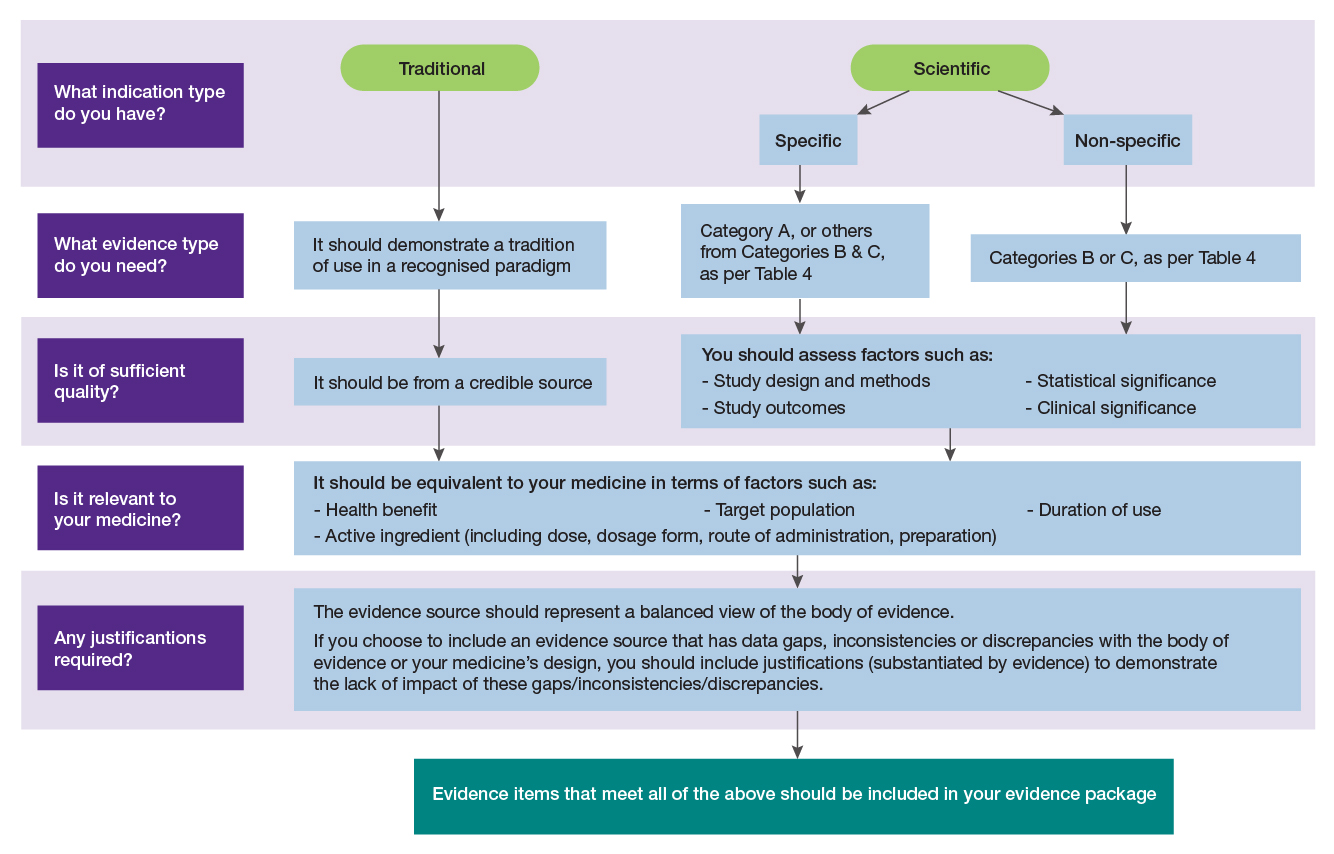 What indication type
do you have?
Traditional
Scientific
Specific
Non-specific
What evidence type
do you need?
It should demonstrate a tradition
of use in a recognised paradigm
Category A, or others
from Categories B & C,
as per Table 4
Categories B or C, as per Table 4
Is it of sufficient
quality?
It should be from a credible source
You should assess factors such as:
- Study design and methods
- Statistical significance
- Study outcomes
- Clinical significance
Is it relevant to
your medicine?
It should be equivalent to your medicine in terms of factors such as:
- Health benefit
- Target population
- Duration of use
- Active ingredient (including dose, dosage form, route of administration, preparation)
Any justificantions
required?
The evidence source should represent a balanced view of the body of evidence.
If you choose to include an evidence source that has data gaps, inconsistencies or discrepancies with the body of
evidence or your medicine's design, you should include justifications (substantiated by evidence) to demonstrate
the lack of impact of these gaps/inconsistencies/discrepancies.
Evidence items that meet all of the above should be included in your evidence package